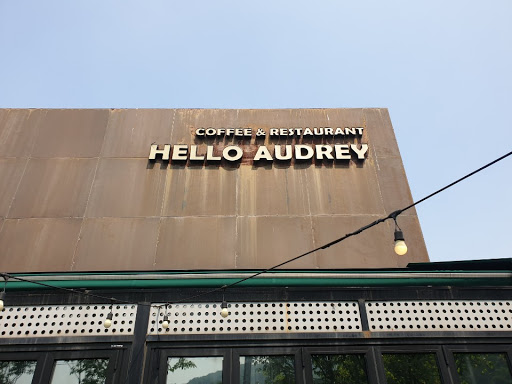 COFFEE & RESTAURANT
HELLO AUDREY